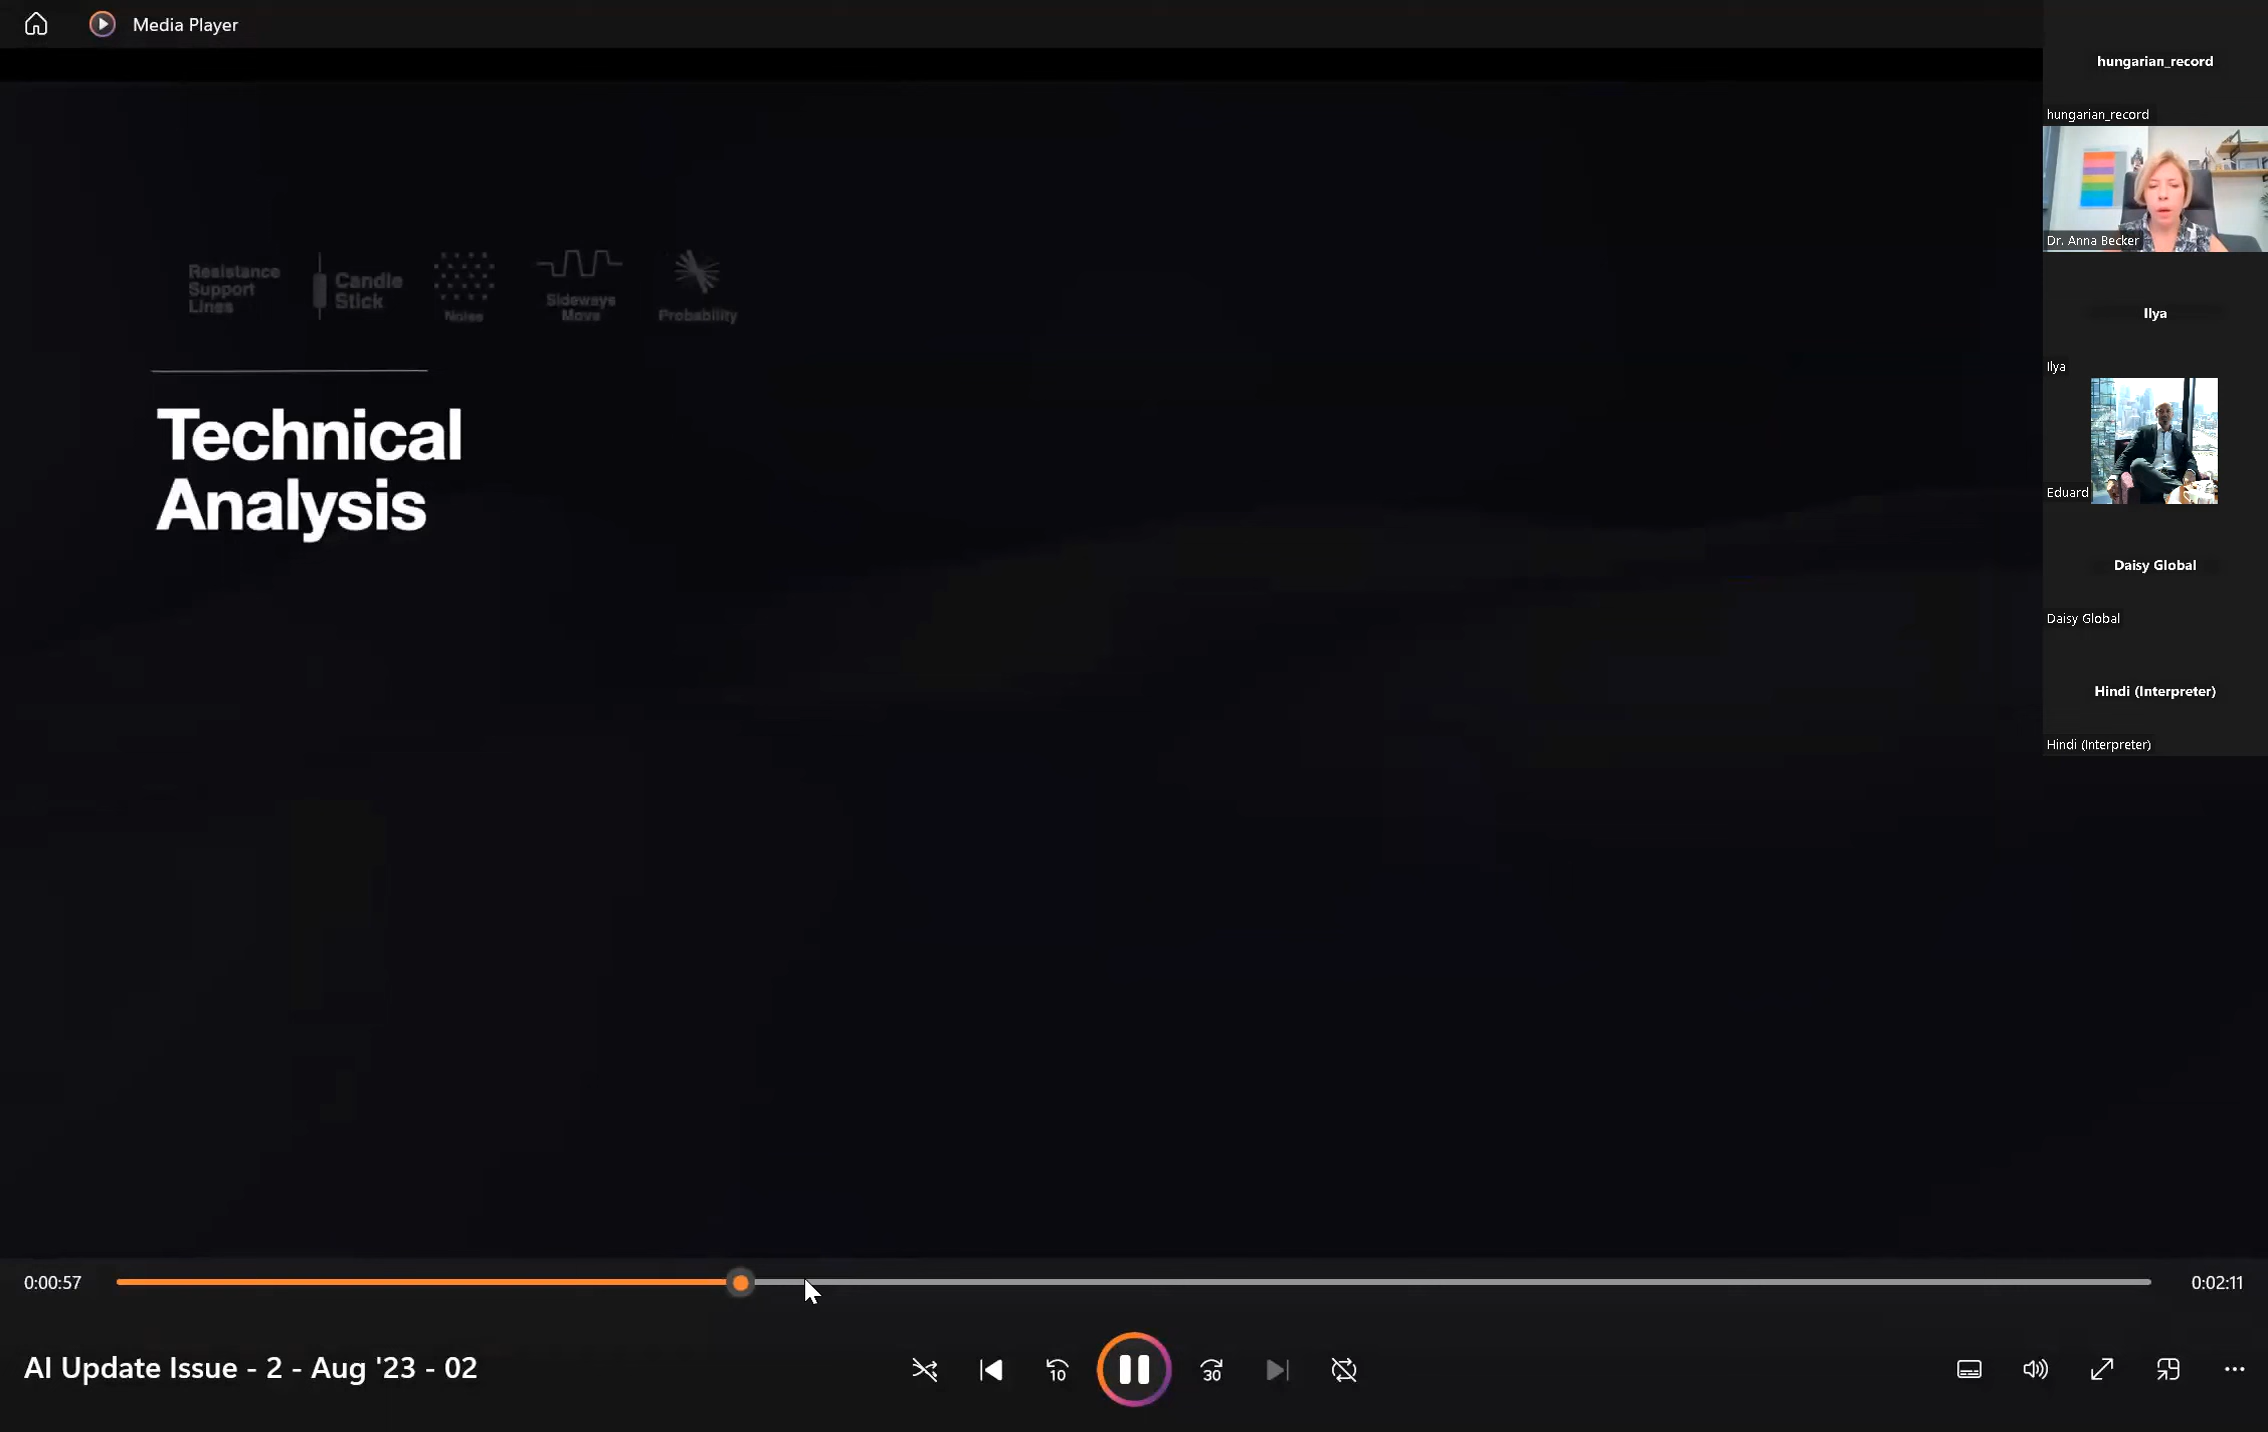 Media Player
hungarian_record
hungarian_record
Dr. Anna Becker
Ilya
Ilya
Eduard
Daisy Global
Daisy Global
Hindi (Interpreter)
Hindi (Interpreter)
Resistance
Support
Lines
Candle
Stick
Noise
Sideways
Move
Probability
Technical
Analysis
0:00:57
0:02:11
AI Update Issue - 2 - Aug '23 - 02
10
30